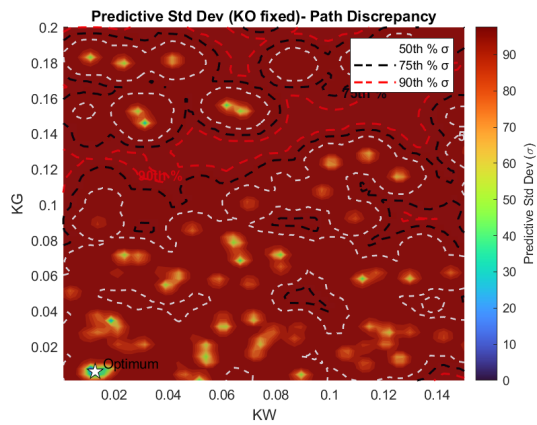 Predictive Std Dev (KO fixed)- Path Discrepancy
0.2
0.18
0.16
0.14
0.12
0.1
0.08
0.06
0.04
0.02
KG
50th % σ
75th % σ
90th % σ
75th %
90th %
Optimum
0.02
0.04
0.06
0.08
0.1
0.12
0.14
KW
90
80
70
60
50
40
30
20
10
0
Predictive Std Dev (σ)